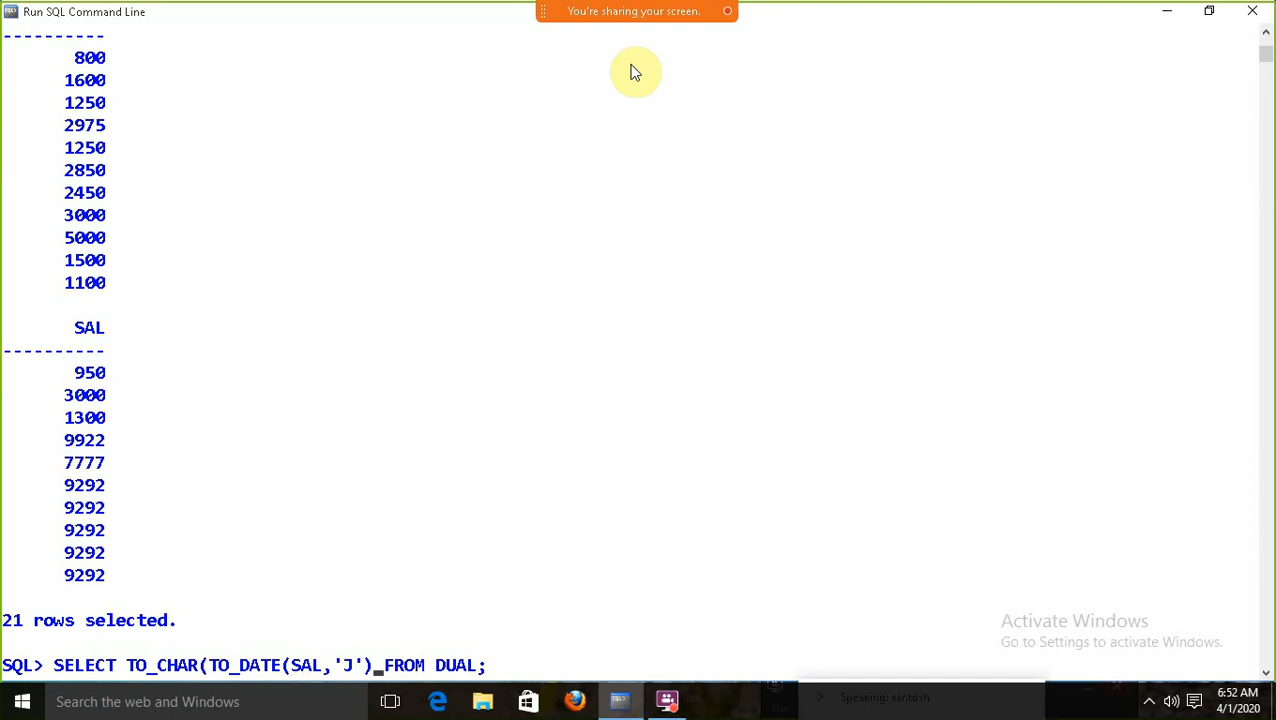 Run SQL Command Line
You're sharing your screen.
----------
800
1600
1250
2975
1250
2850
2450
3000
5000
1500
1100
SAL
----------
950
3000
1300
9922
7777
9292
9292
9292
9292
9292
21 rows selected.
Activate Windows
Go to Settings to activate Windows.
SQL> SELECT TO_CHAR(TO_DATE(SAL,'J') FROM DUAL;
Search the web and Windows
Speaking: santosh
6:52 AM
4/1/2020